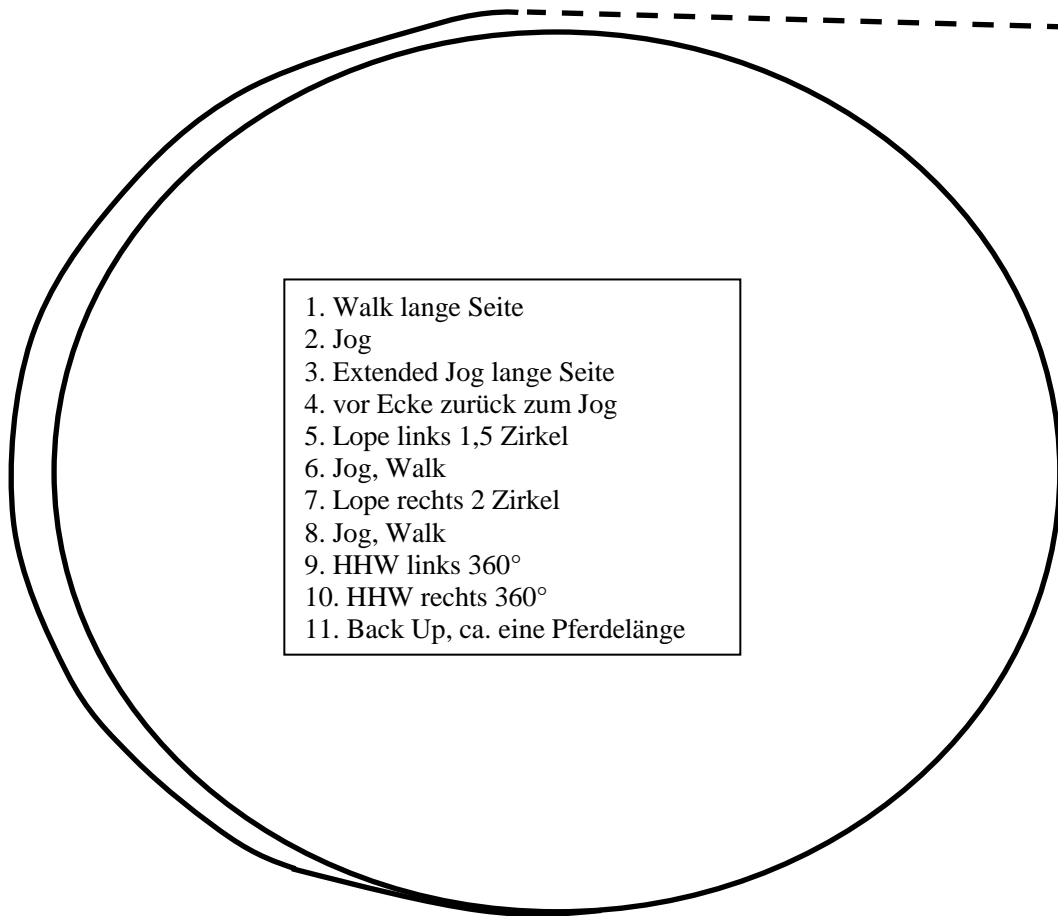 1. Walk lange Seite
2. Jog
3. Extended Jog lange Seite
4. vor Ecke zurück zum Jog
5. Lope links 1,5 Zirkel
6. Jog, Walk
7. Lope rechts 2 Zirkel
8. Jog, Walk
9. HHW links 360°
10. HHW rechts 360°
11. Back Up, ca. eine Pferdelänge